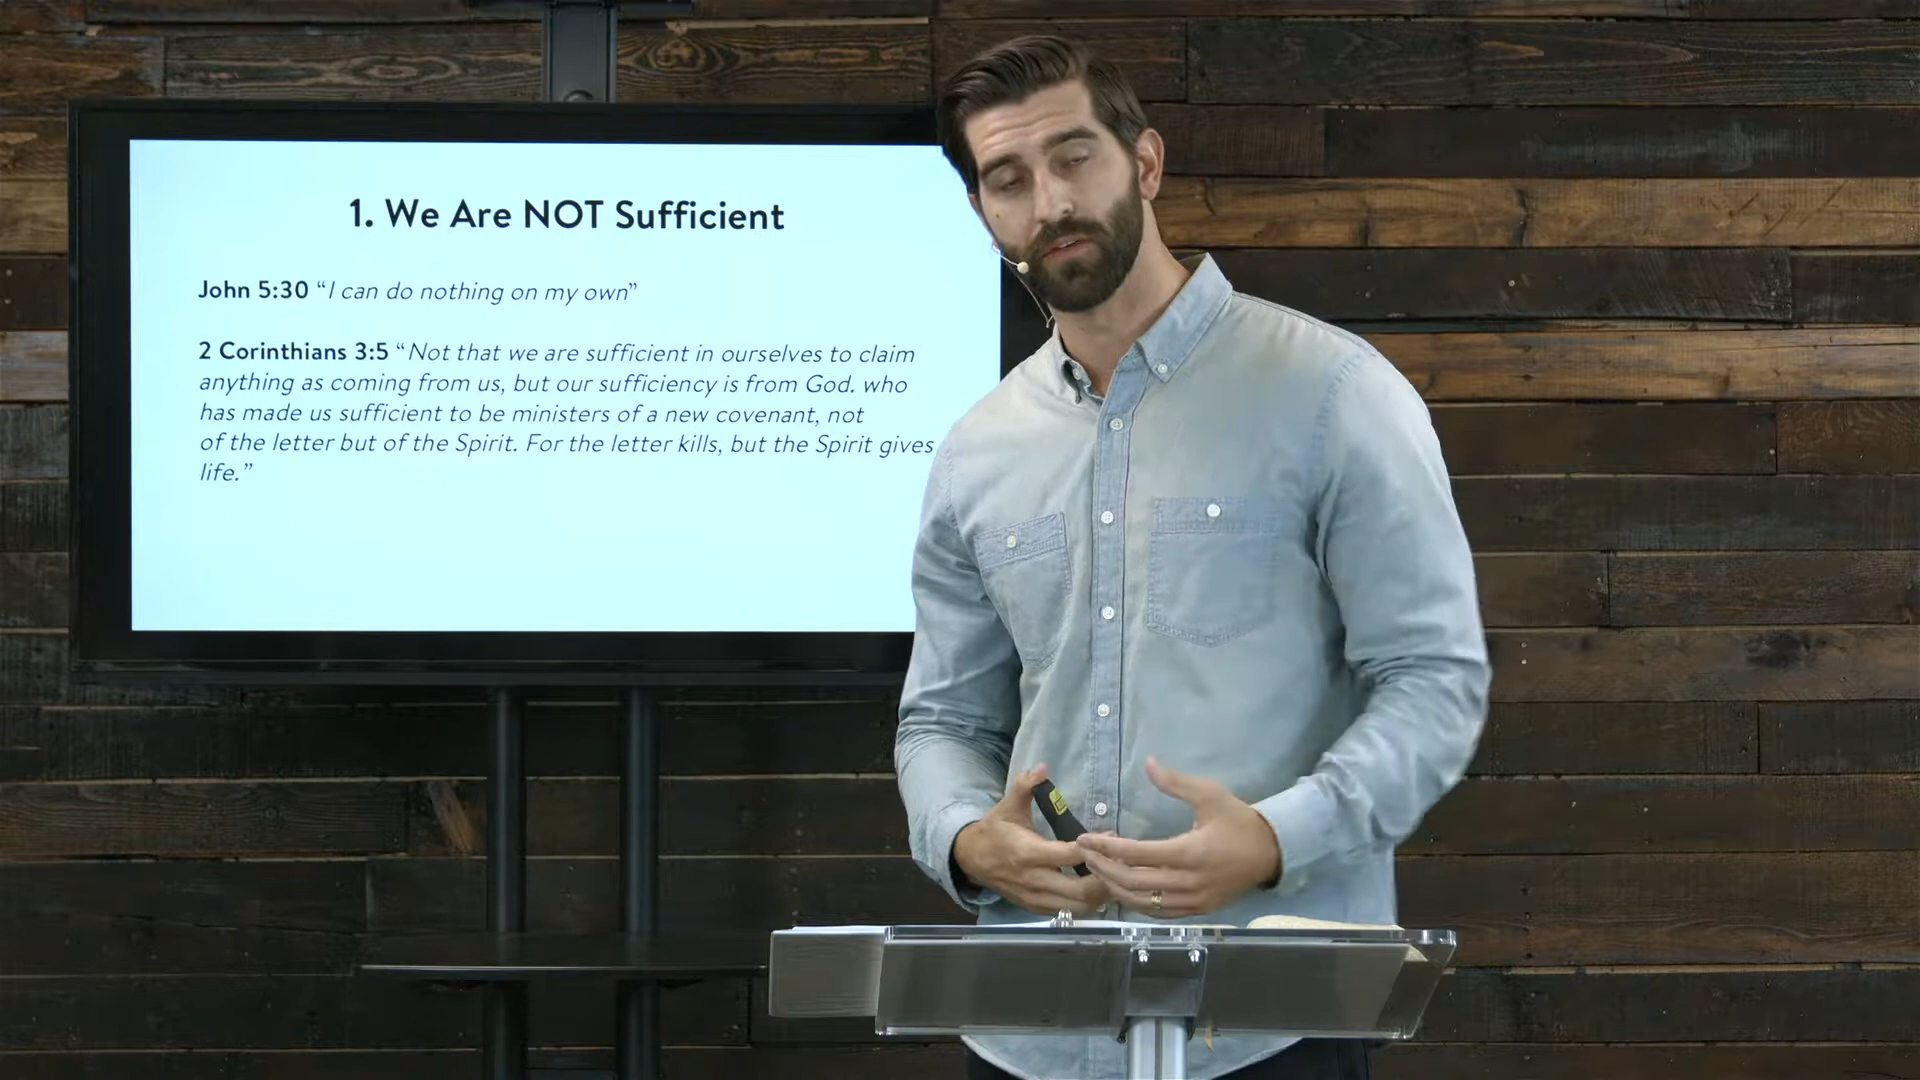 1. We Are NOT Sufficient
John 5:30 “I can do nothing on my own”
2 Corinthians 3:5 “Not that we are sufficient in ourselves to claim
anything as coming from us, but our sufficiency is from God. who
has made us sufficient to be ministers of a new covenant, not
of the letter but of the Spirit. For the letter kills, but the Spirit gives
life.”